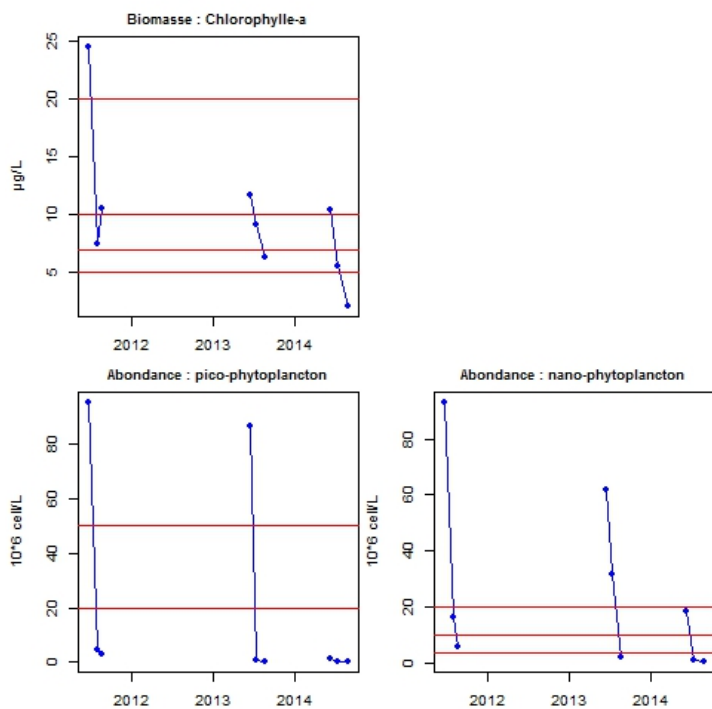 Biomasse : Chlorophylle-a
µg/L
25
20
15
10
5
2012 2013 2014
Abondance : pico-phytoplancton
10*6 cell/L
80
60
40
20
0
2012 2013 2014
Abondance : nano-phytoplancton
10*6 cell/L
80
60
40
20
0
2012 2013 2014